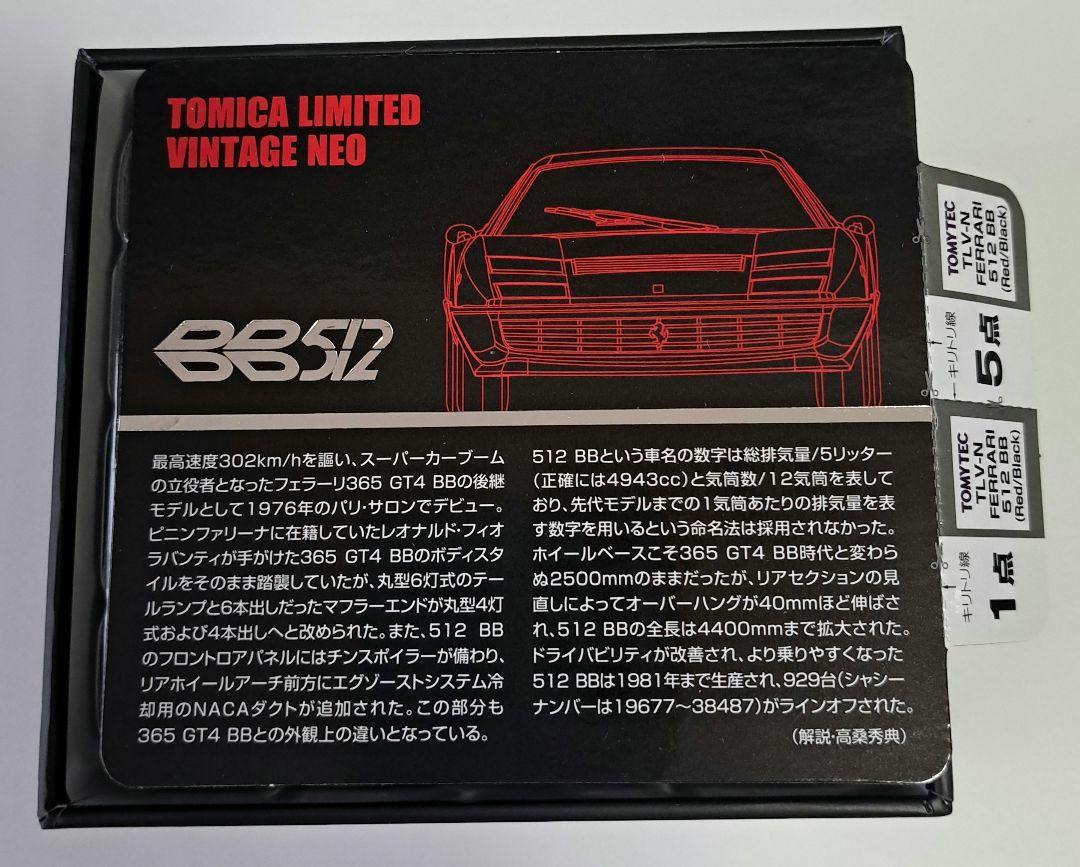 TOMICA LIMITED
VINTAGE NEO
BB512
最高速度302km/hを謳い、スーパーカーブーム
の立役者となったフェラーリ365 GT4 BBの後継
モデルとして1976年のパリ・サロンでデビュー。
ピニンファリーナに在籍していたレオナルド・フィオ
ラバンティが手がけた365 GT4 BBのボディスタ
イルをそのまま踏襲していたが、丸型6灯式のテー
ルランプと6本出しだったマフラーエンドが丸型4灯
式および4本出しへと改められた。また、512 BB
のフロントロアパネルにはチンスポイラーが備わり、
リアホイールアーチ前方にエグゾーストシステム冷
却用のNACAダクトが追加された。この部分も
365 GT4 BBとの外観上の違いとなっている。
512 BBという車名の数字は総排気量/5リッター
(正確には4943cc)と気筒数/12気筒を表して
おり、先代モデルまでの1気筒あたりの排気量を表
す数字を用いるという命名法は採用されなかった。
ホイールベースこそ365 GT4 BB時代と変わら
ぬ2500mmのままだったが、リアセクションの見
直しによってオーバーハングが40mmほど伸ばさ
れ、512 BBの全長は4400mmまで拡大された。
ドライバビリティが改善され、より乗りやすくなった
512 BBは1981年まで生産され、929台(シャシー
ナンバーは19677〜38487)がラインオフされた。
(解説・高桑秀典)
TOMYTEC
TLV-N
FERRARI
512 BB
(Red/Black)
←キリトリ線→
5点
TOMYTEC
TLV-N
FERRARI
512 BB
(Red/Black)
キリトリ線→
1点